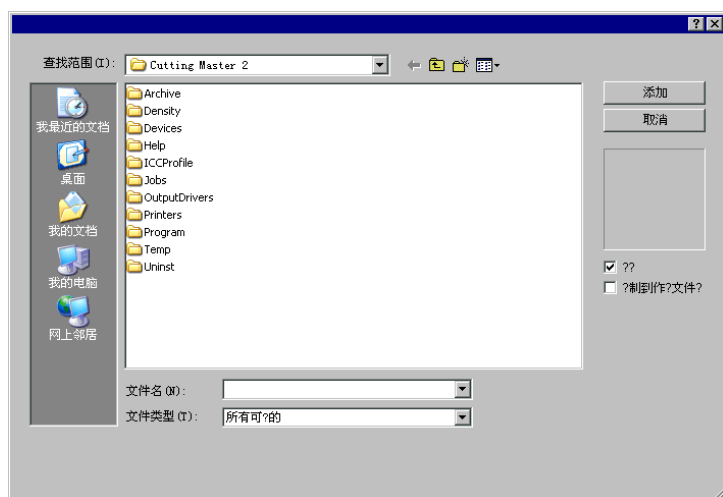 查找范围(I):
Cutting Master 2
我最近的文档
桌面
我的文档
我的电脑
网上邻居
Archive
Density
Devices
Help
ICCProfile
Jobs
OutputDrivers
Printers
Program
Temp
Uninst
添加
取消
??
?制到作?文件?
文件名(N):
文件类型(T):
所有可?的